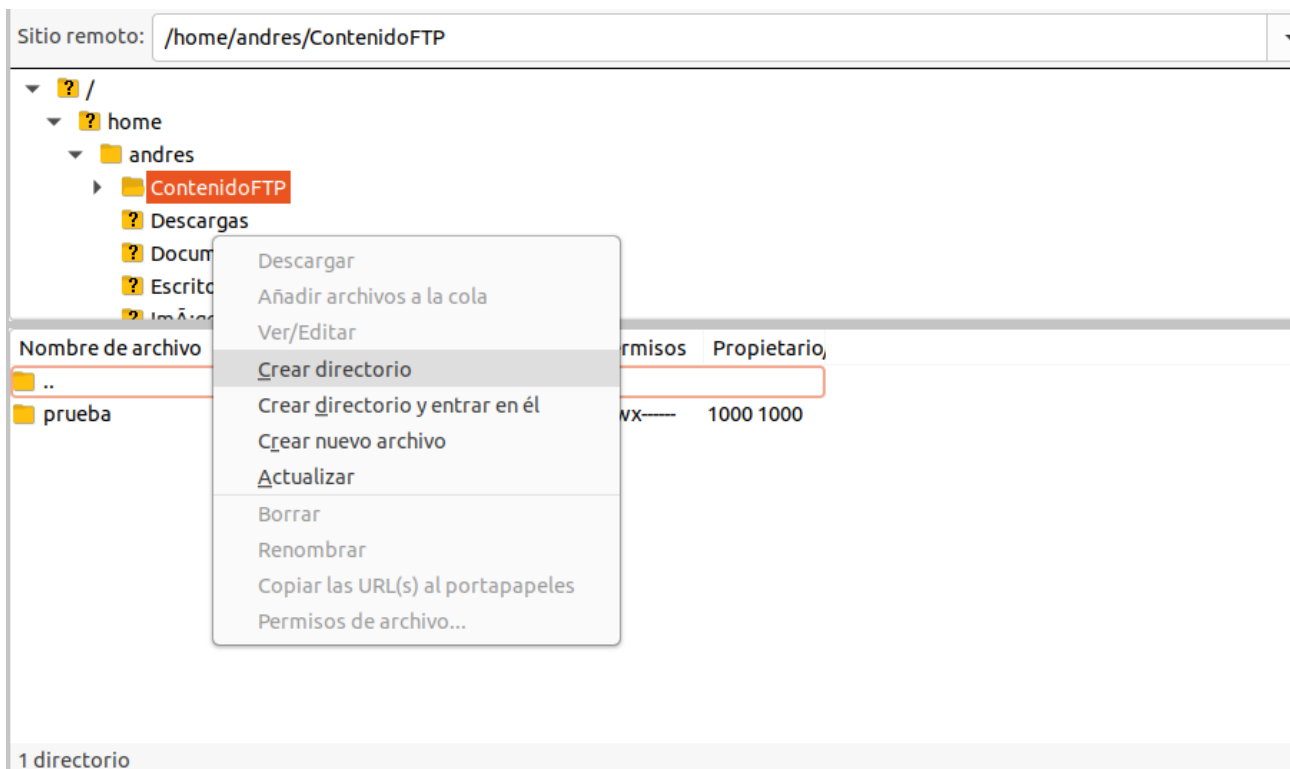 Sitio remoto: /home/andres/ContenidoFTP
/
home
andres
ContenidoFTP
Descargas
Docum
Escrito
Descargar
Añadir archivos a la cola
Ver/Editar
Crear directorio
Crear directorio y entrar en él
Crear nuevo archivo
Actualizar
Borrar
Renombrar
Copiar las URL(s) al portapapeles
Permisos de archivo...
Nombre de archivo rmisos Propietario/
..
prueba wx------ 1000 1000
1 directorio